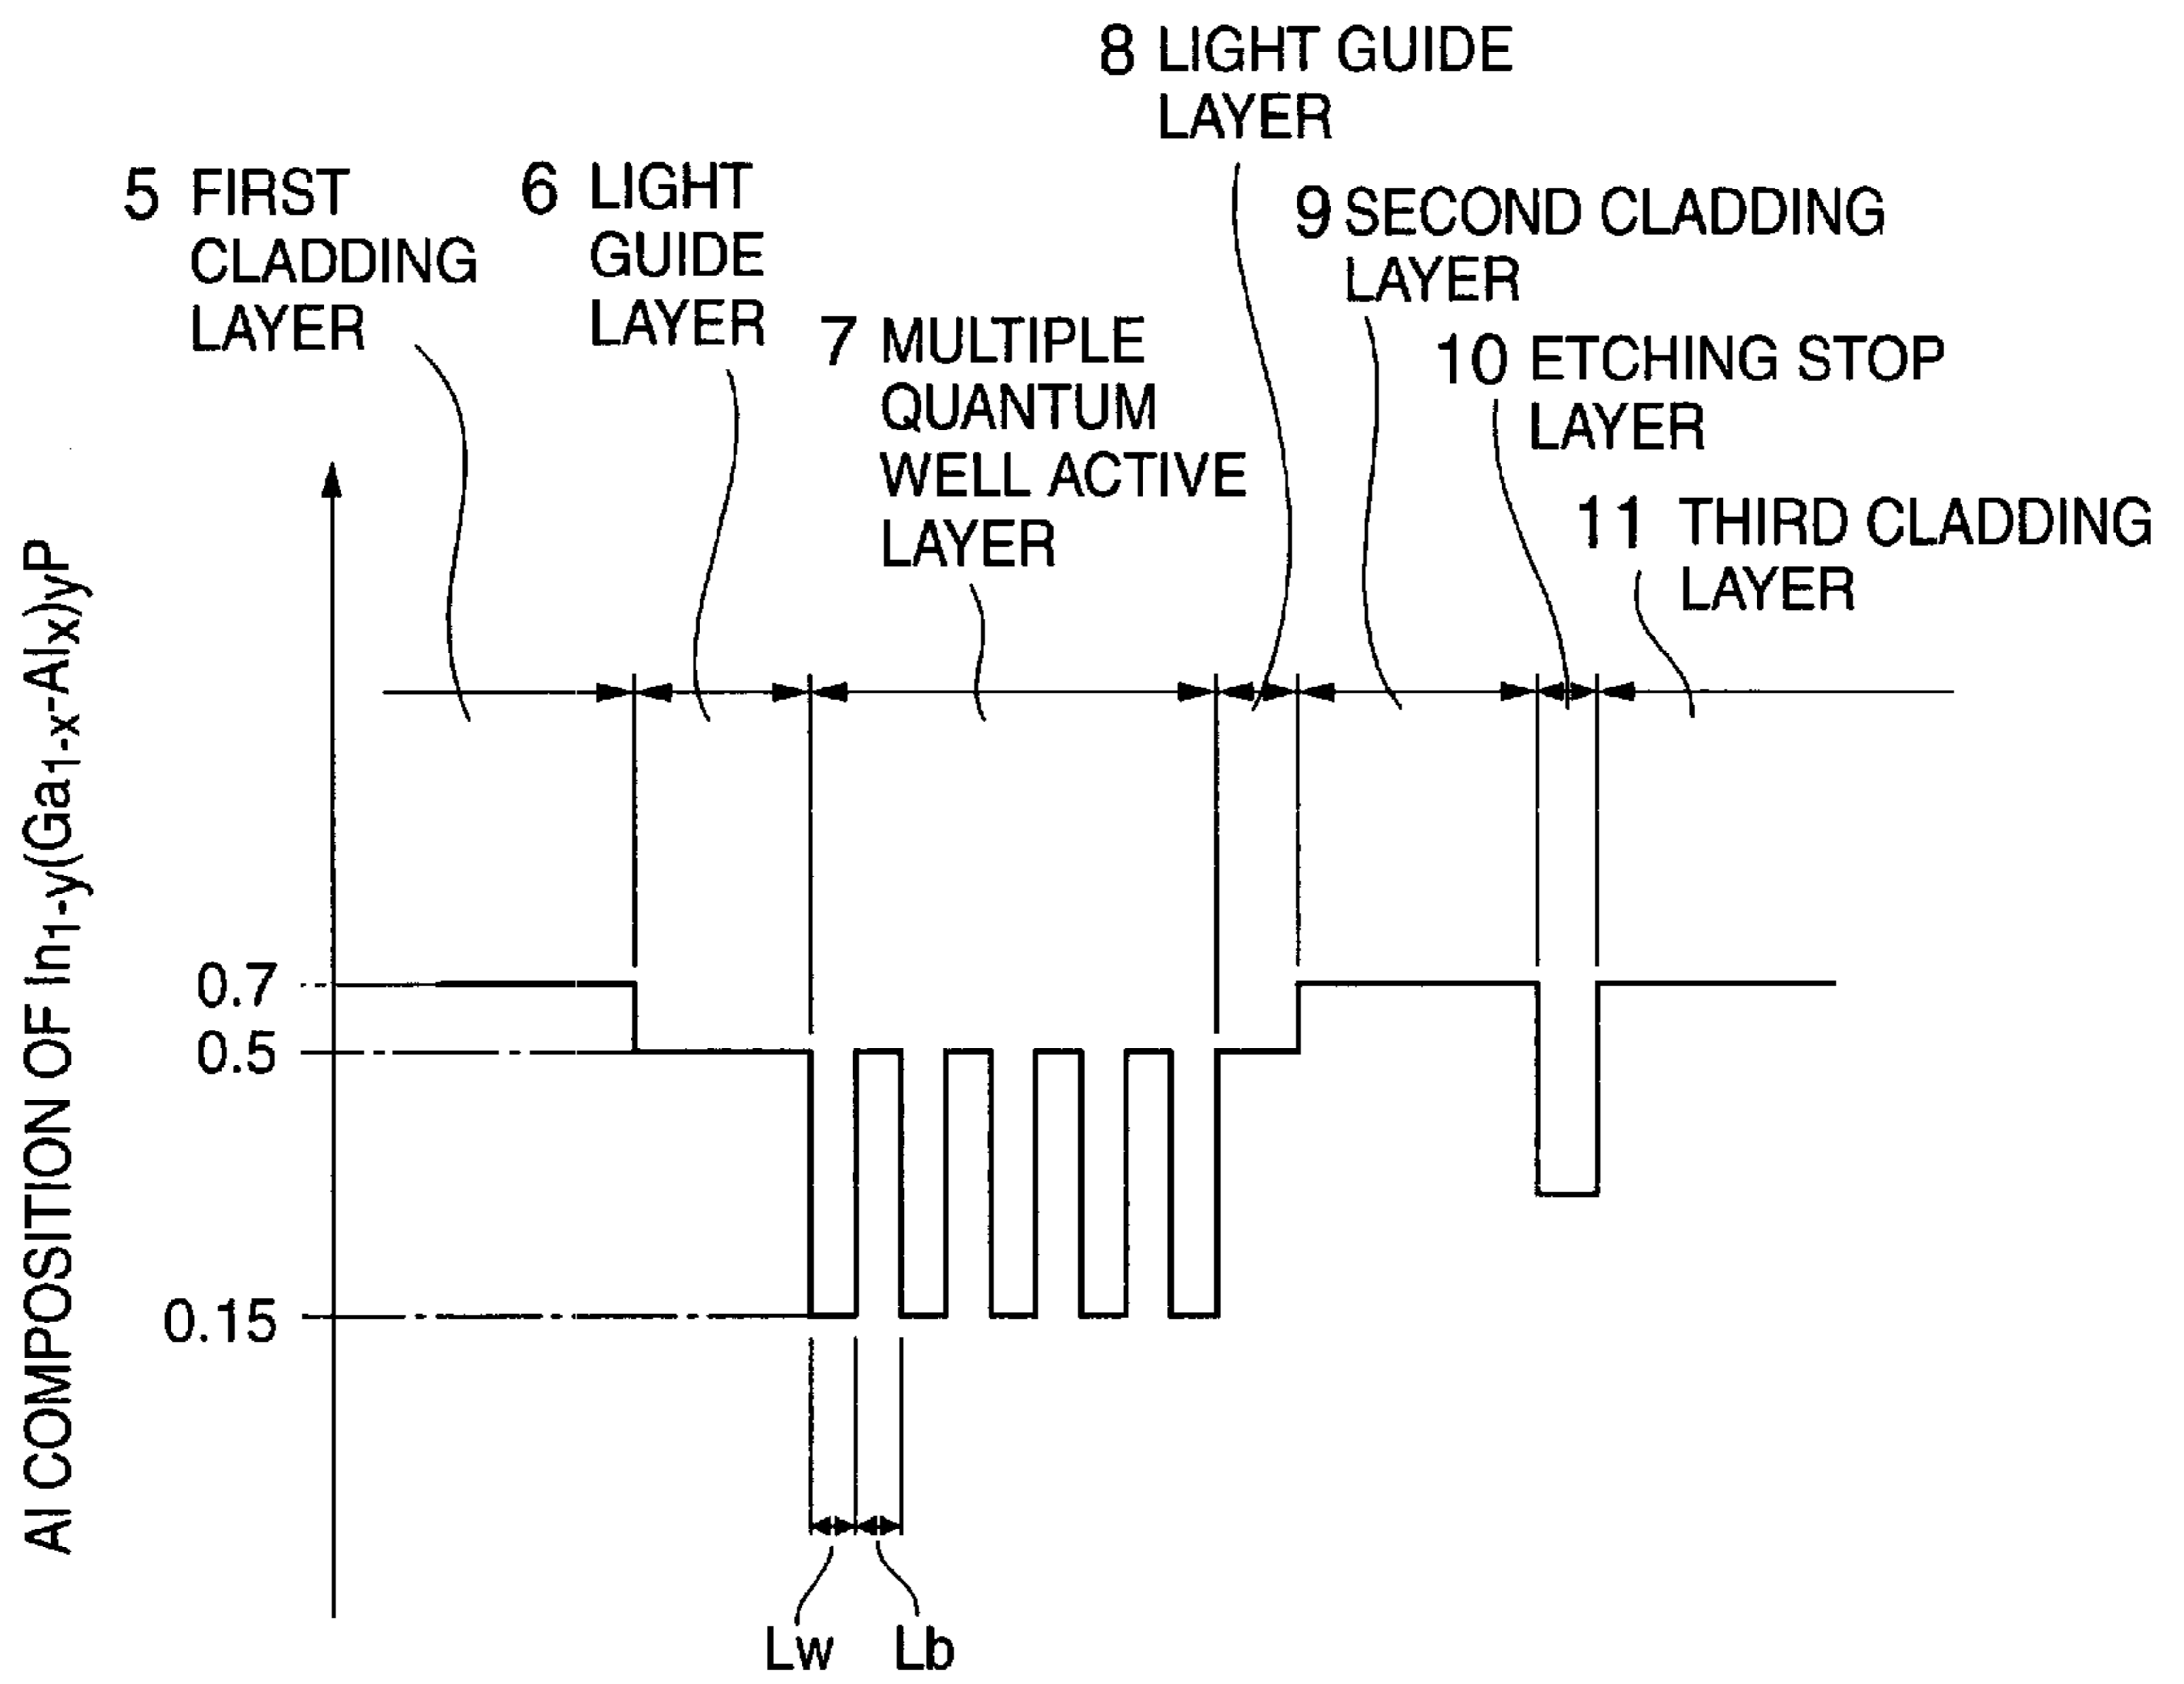 8 LIGHT GUIDE
LAYER
5 FIRST
CLADDING
LAYER
6 LIGHT
GUIDE
LAYER
9 SECOND CLADDING
LAYER
7 MULTIPLE
QUANTUM
WELL ACTIVE
LAYER
10 ETCHING STOP
LAYER
11 THIRD CLADDING
LAYER
Al COMPOSITION OF In1-y(Ga1-x-Alx)yP
0.7
0.5
0.15
Lw
Lb